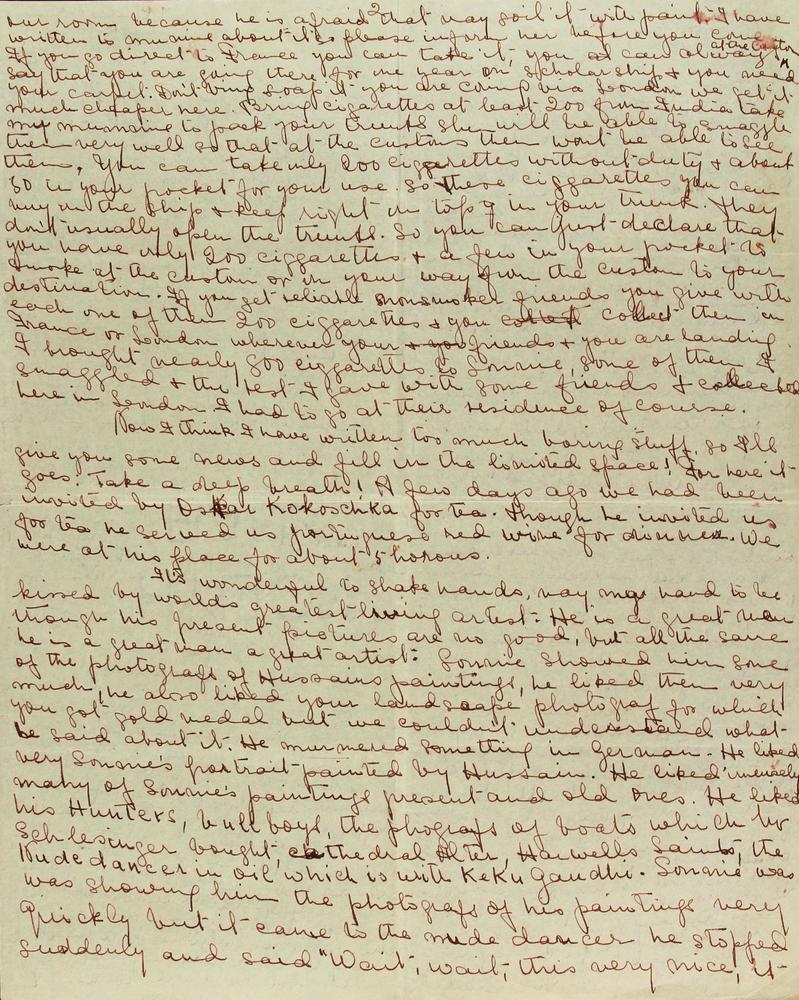 our room because he is afraid that may soil it with paint. I have
written to mummie about it so please inform her before you come
If you go direct to France you can take it, you can always
at the custom
say that you are going there for one year on scholarship & you need
your carpet. Don't bring soap if you are coming via London we get it
much cheaper here. Bring cigarettes at least 200 from India take
my mummie to pack your trunks she will be able to smaggle
them very well so that at the customs they wont be able to see
them. You can take only 200 ciggerettes without duty & about
50 in your pocket for your use. So these ciggarettes you can
buy on the ship & keep right on top in your trunk. They
don't usually open the trunks. So you can just declare that
you have only 200 ciggarettes & a few in your pocket to
smoke at the custom or in your way from the custom to your
destination. If you get reliable nonsmoker friends you give with
each one of them 200 ciggarettes & you collect them in
France or London wherever your friends & you are landing.
I brought nearly 800 ciggarettes to Sonnie, some of them I
smaggled & the rest I gave with some friends & collected
here in London I had to go at their residence of course.
Now I think I have written too much boring stuff, so I'll
give you some news and fill in the limited space! For here it
goes. Take a deep breath! A few days ago we had been
invited by Oskar Kokoschka for tea. Though he invited us
for tea he served us portuguese red wine for dinner. We
were at his place for about 5 horous.
It's wonderful to shake hands, nay my hand to be
kissed by worlds greatest living artist. He is a great man
though his present pictures are no good, but all the same
he is a great man a great artist. Sonnie showed him some
of the photografs of Hussains paintings, he liked them very
much, he also liked your landscape photograf for which
you got gold medal but we couldn't understand what
he said about it. He murmered something in German. He liked
very Sonnie's portrait painted by Hussain. He liked
many of Sonnie's paintings present and old ones. He liked
his Hunters, bull boys, the phografs of boats which Mr
Schlesinger bought, cathedral Alter, Harwells Saints, the
Nude dancer in oil which is with Keku Gandhi. Sonnie was
was showing him the photografs of his paintings very
quickly but it came to the nude dancer he stopped
suddenly and said "Wait, wait, this very nice, it